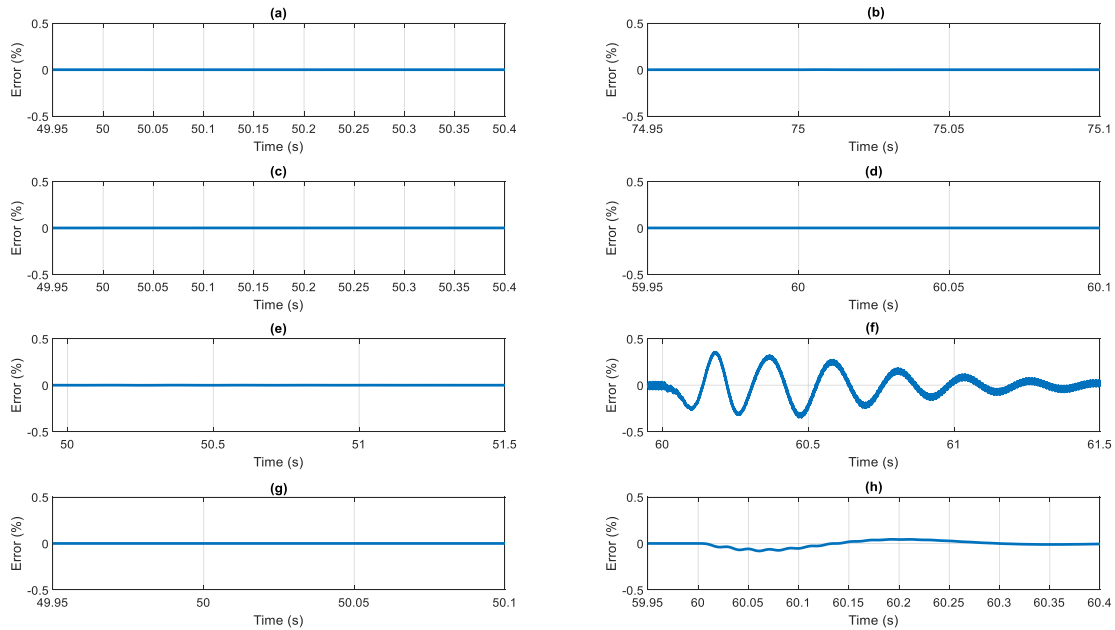 (a)
0.5
0
-0.5
Error (%)
49.95 50 50.05 50.1 50.15 50.2 50.25 50.3 50.35 50.4
Time (s)
(b)
0.5
0
-0.5
Error (%)
74.95 75 75.05 75.1
Time (s)
(c)
0.5
0
-0.5
Error (%)
49.95 50 50.05 50.1 50.15 50.2 50.25 50.3 50.35 50.4
Time (s)
(d)
0.5
0
-0.5
Error (%)
59.95 60 60.05 60.1
Time (s)
(e)
0.5
0
-0.5
Error (%)
50 50.5 51 51.5
Time (s)
(f)
0.5
0
-0.5
Error (%)
60 60.5 61 61.5
Time (s)
(g)
0.5
0
-0.5
Error (%)
49.95 50 50.05 50.1
Time (s)
(h)
0.5
0
-0.5
Error (%)
59.95 60 60.05 60.1 60.15 60.2 60.25 60.3 60.35 60.4
Time (s)